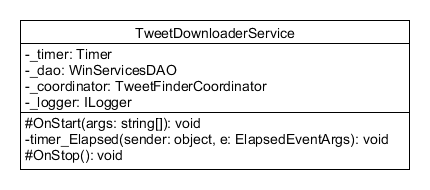 TweetDownloaderService
-_timer: Timer
-_dao: WinServicesDAO
-_coordinator: TweetFinderCoordinator
-_logger: ILogger
#OnStart(args: string[]): void
-timer_Elapsed(sender: object, e: ElapsedEventArgs): void
#OnStop(): void